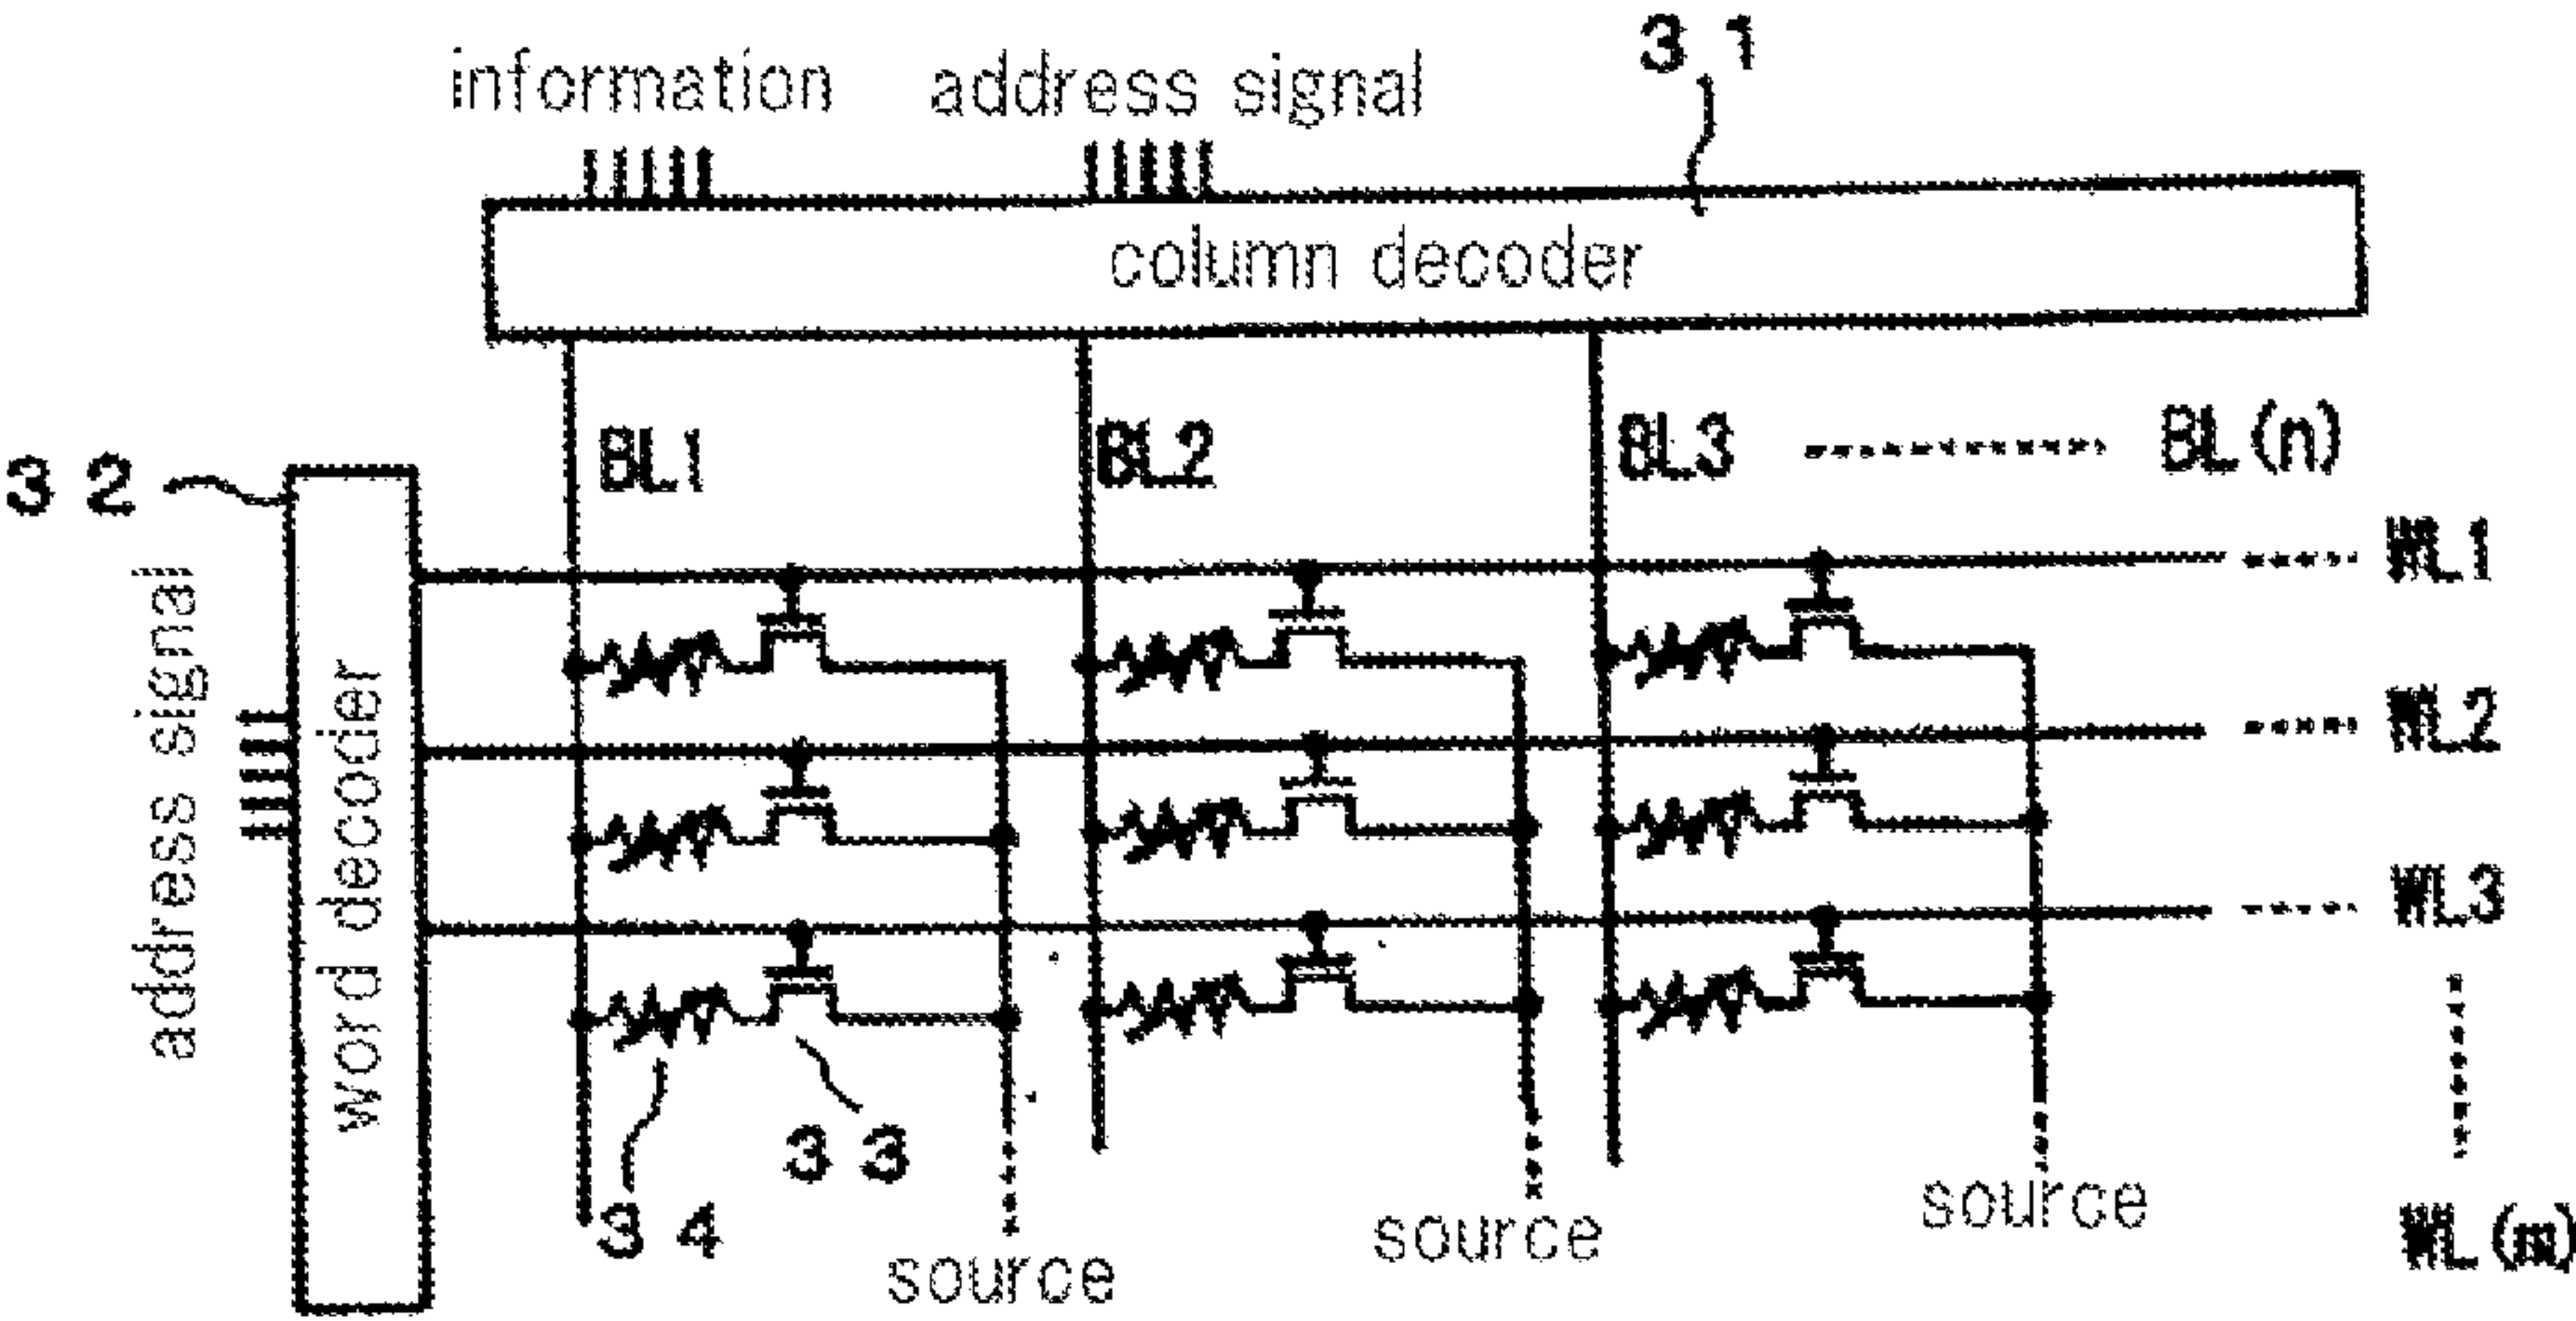 31
information address signal
column decoder
BL1 BL2 BL3 BL(n)
32
WL1
address signal
word decoder
WL2
WL3
33
34
source
source
source
WL(m)